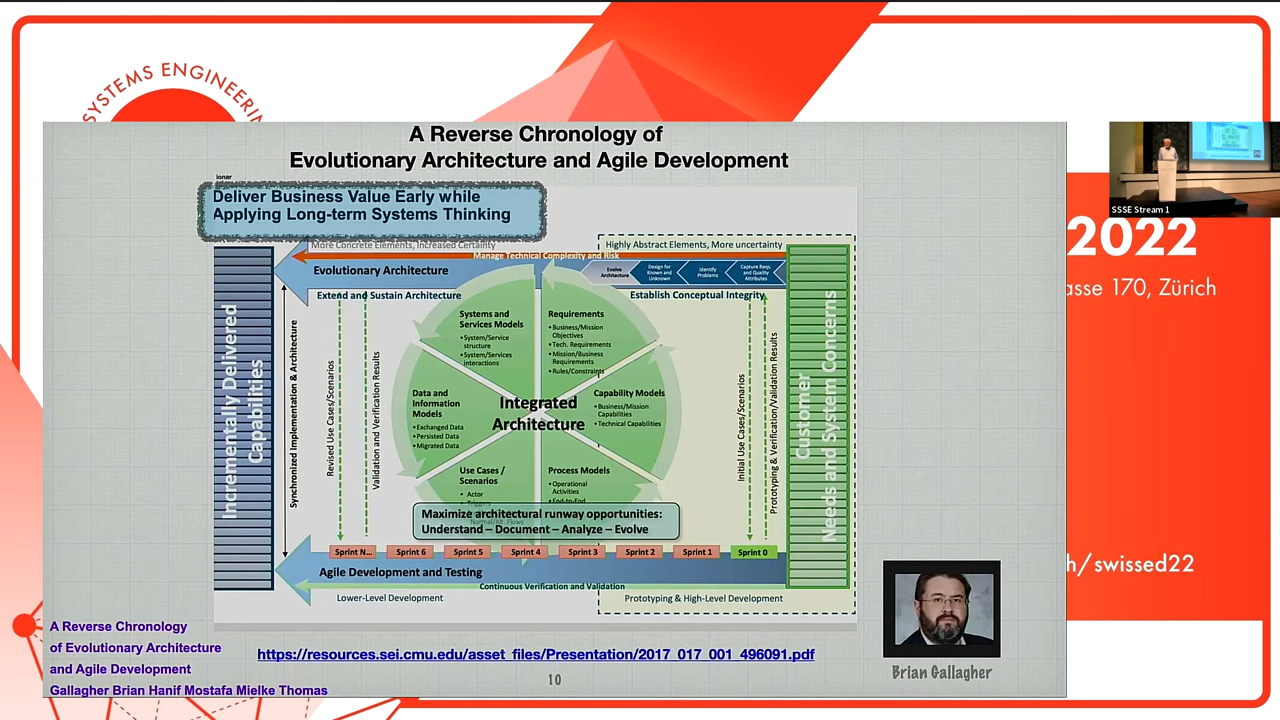 SYSTEMS ENGINEERIN
A Reverse Chronology of
Evolutionary Architecture and Agile Development
ionar
Deliver Business Value Early while
Applying Long-term Systems Thinking
More Concrete Elements, Increased Certainty
Highly Abstract Elements, More uncertainty
Manage Technical Complexity and Risk
Evolutionary Architecture
Evolve Architecture
Design for Known and Unknown
Identify Problems
Capture Reqs. and Quality Attributes
Extend and Sustain Architecture
Establish Conceptual Integrity
Incrementally Delivered
Capabilities
Synchronized Implementation & Architecture
Revised Use Cases/Scenarios
Validation and Verification Results
Systems and
Services Models
• System/Service
structure
• System/Services
interactions
Requirements
• Business/Mission
Objectives
• Tech. Requirements
• Mission/Business
Requirements
• Rules/Constraints
Data and
Information
Models
• Exchanged Data
• Persisted Data
• Migrated Data
Integrated
Architecture
Capability Models
• Business/Mission
Capabilities
• Technical Capabilities
Use Cases /
Scenarios
• Actor
• Triggers
Normal/Alt. Flows
Process Models
• Operational
Activities
• End-to-End
Maximize architectural runway opportunities:
Understand – Document – Analyze – Evolve
Initial Use Cases/Scenarios
Prototyping & Verification/Validation Results
Customer
Needs and System Concerns
Sprint N...
Sprint 6
Sprint 5
Sprint 4
Sprint 3
Sprint 2
Sprint 1
Sprint 0
Agile Development and Testing
Continuous Verification and Validation
Lower-Level Development
Prototyping & High-Level Development
A Reverse Chronology
of Evolutionary Architecture
and Agile Development
Gallagher Brian Hanif Mostafa Mielke Thomas
https://resources.sei.cmu.edu/asset_files/Presentation/2017_017_001_496091.pdf
10
Brian Gallagher
SSSE Stream 1
2022
asse 170, Zürich
h/swissed22